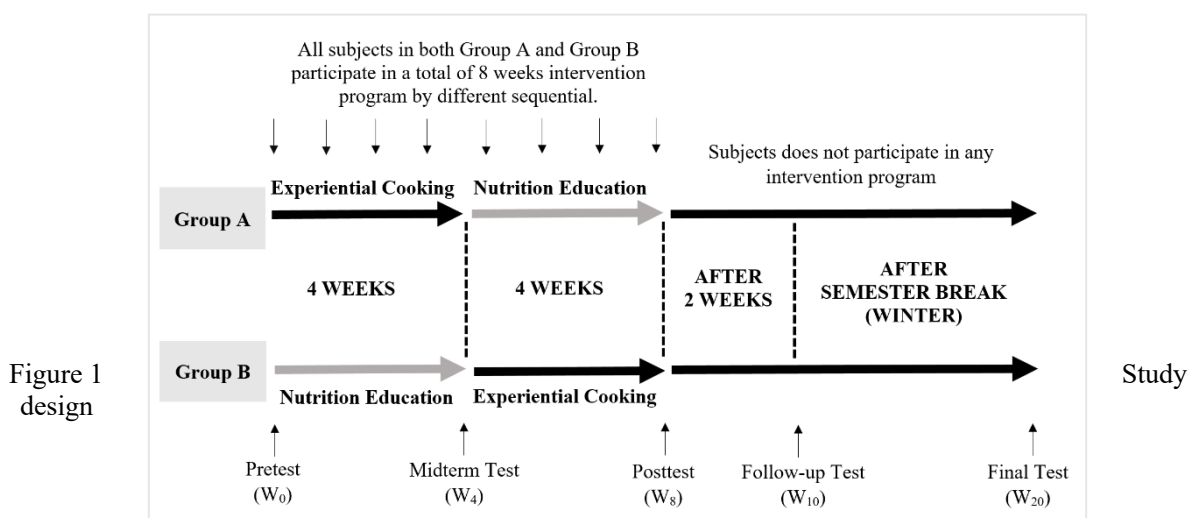 All subjects in both Group A and Group B
participate in a total of 8 weeks intervention
program by different sequential.
Subjects does not participate in any
intervention program
Experiential Cooking
Nutrition Education
Group A
4 WEEKS
4 WEEKS
AFTER
2 WEEKS
AFTER
SEMESTER BREAK
(WINTER)
Group B
Nutrition Education
Experiential Cooking
Figure 1
design
Study
Pretest
(W₀)
Midterm Test
(W₄)
Posttest
(W₈)
Follow-up Test
(W₁₀)
Final Test
(W₂₀)